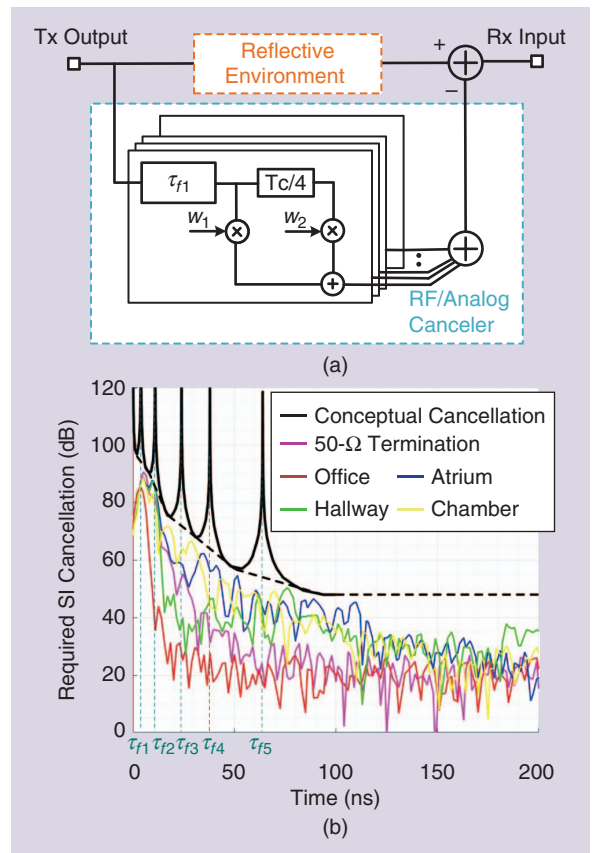 Tx Output
Rx Input
Reflective
Environment
+
−
τf1
Tc/4
w1
w2
×
×
+
+
+
RF/Analog
Canceler
(a)
120
100
80
60
40
20
0
Required SI Cancellation (dB)
Conceptual Cancellation
50-Ω Termination
Office
Atrium
Hallway
Chamber
τf1 τf2 τf3 τf4 τf5
0 50 100 150 200
Time (ns)
(b)